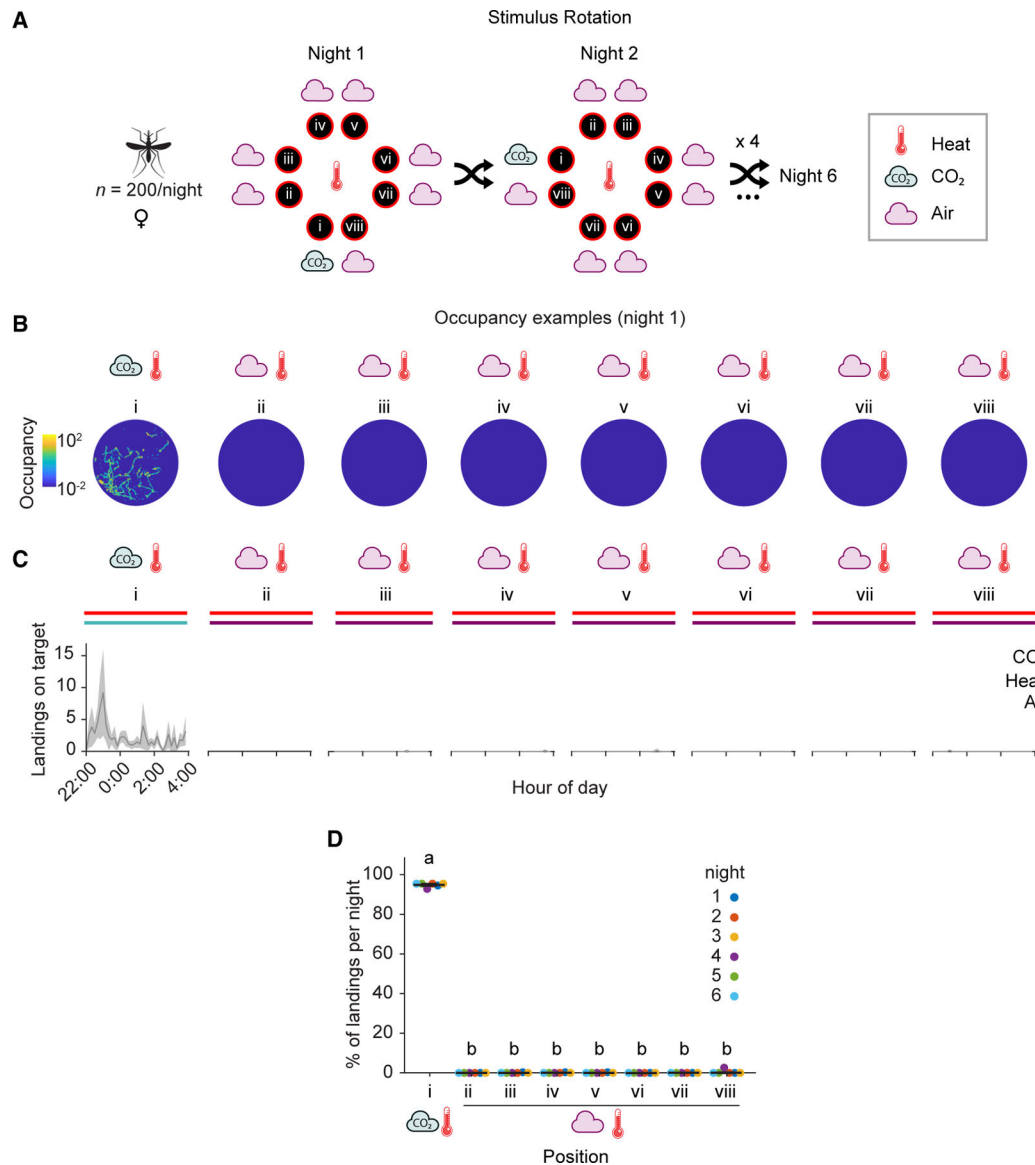 A
Stimulus Rotation
Night 1
Night 2
iv v
ii iii
iii vi
CO₂ i iv
x 4
Night 6
n = 200/night
ii vii
viii v
...
i viii
vii vi
CO₂
Heat
CO₂ CO₂
Air
B
Occupancy examples (night 1)
CO₂
i ii iii iv v vi vii viii
Occupancy
10²
10⁻²
C
CO₂
i ii iii iv v vi vii viii
Landings on target
15
10
5
0
CO
Hea
A
22:00 0:00 2:00 4:00
Hour of day
D
% of landings per night
100
80
60
40
20
0
a
b b b b b b b
night
1
2
3
4
5
6
i ii iii iv v vi vii viii
CO₂
Position